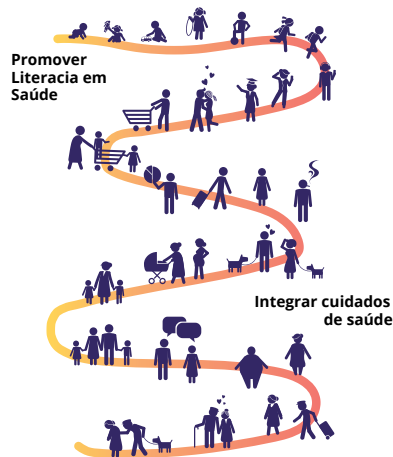 Promover
Literacia em
Saúde
Integrar cuidados
de saúde